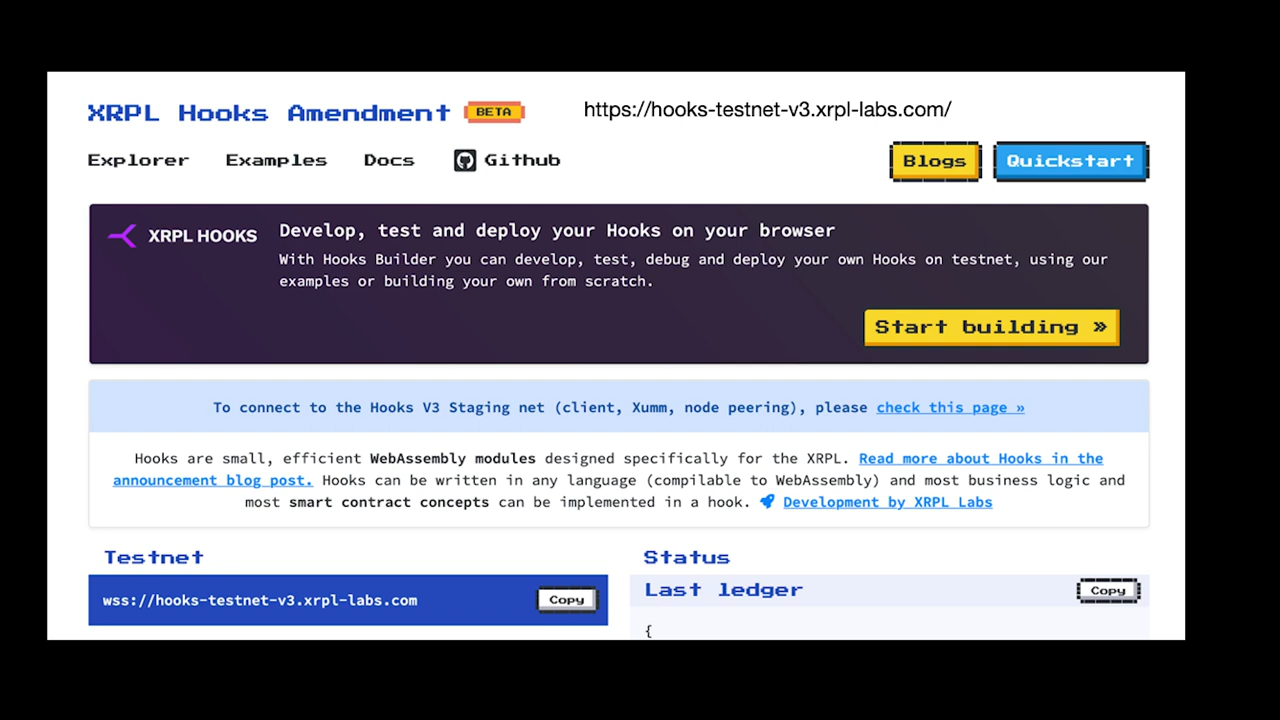 XRPL Hooks Amendment BETA https://hooks-testnet-v3.xrpl-labs.com/
Explorer Examples Docs Github Blogs Quickstart
XRPL HOOKS
Develop, test and deploy your Hooks on your browser
With Hooks Builder you can develop, test, debug and deploy your own Hooks on testnet, using our
examples or building your own from scratch.
Start building »
To connect to the Hooks V3 Staging net (client, Xumm, node peering), please check this page »
Hooks are small, efficient WebAssembly modules designed specifically for the XRPL. Read more about Hooks in the
announcement blog post. Hooks can be written in any language (compilable to WebAssembly) and most business logic and
most smart contract concepts can be implemented in a hook. Development by XRPL Labs
Testnet
wss://hooks-testnet-v3.xrpl-labs.com Copy
Status
Last ledger Copy
{